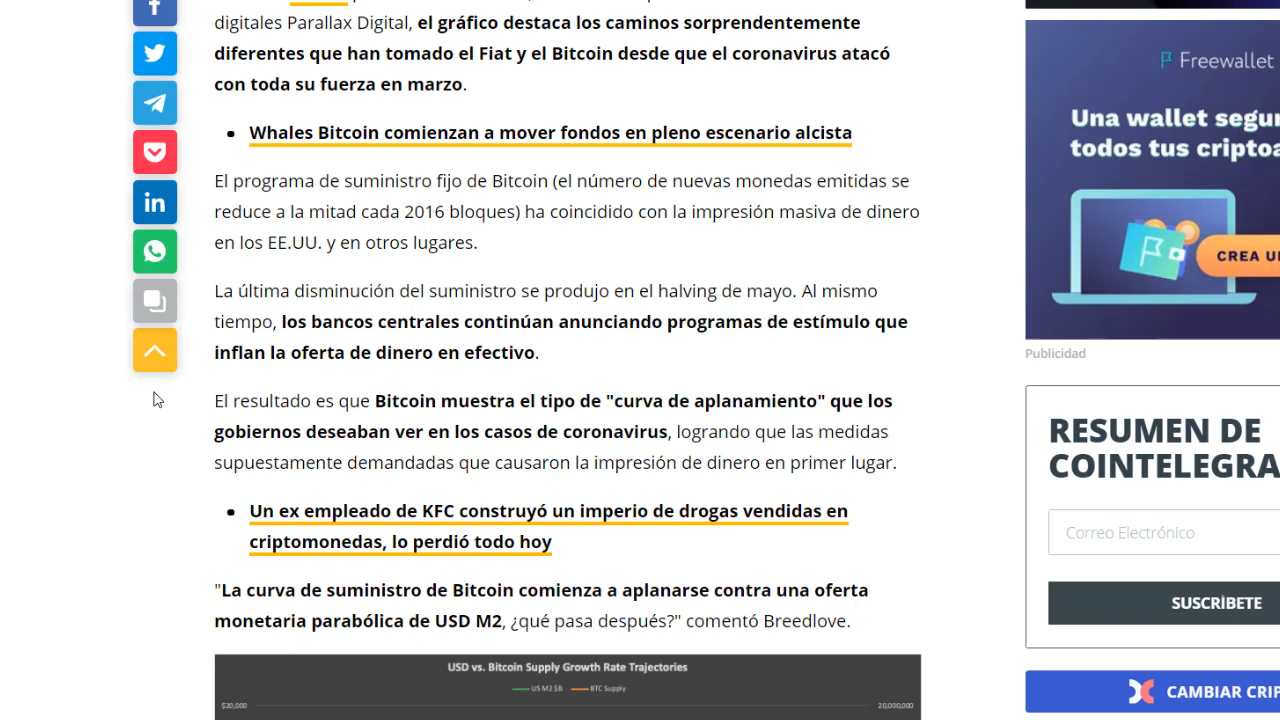 digitales Parallax Digital, el gráfico destaca los caminos sorprendentemente
diferentes que han tomado el Fiat y el Bitcoin desde que el coronavirus atacó
con toda su fuerza en marzo.
Whales Bitcoin comienzan a mover fondos en pleno escenario alcista
El programa de suministro fijo de Bitcoin (el número de nuevas monedas emitidas se
reduce a la mitad cada 2016 bloques) ha coincidido con la impresión masiva de dinero
en los EE.UU. y en otros lugares.
La última disminución del suministro se produjo en el halving de mayo. Al mismo
tiempo, los bancos centrales continúan anunciando programas de estímulo que
inflan la oferta de dinero en efectivo.
El resultado es que Bitcoin muestra el tipo de "curva de aplanamiento" que los
gobiernos deseaban ver en los casos de coronavirus, logrando que las medidas
supuestamente demandadas que causaron la impresión de dinero en primer lugar.
Un ex empleado de KFC construyó un imperio de drogas vendidas en
criptomonedas, lo perdió todo hoy
"La curva de suministro de Bitcoin comienza a aplanarse contra una oferta
monetaria parabólica de USD M2, ¿qué pasa después?" comentó Breedlove.
USD vs. Bitcoin Supply Growth Rate Trajectories
US M2 $B BTC Supply
$20,000 20,000,000
Freewallet
Una wallet segu
todos tus cripto
CREA U
Publicidad
RESUMEN DE
COINTELEGRA
Correo Electrónico
SUSCRÍBETE
CAMBIAR CRIP